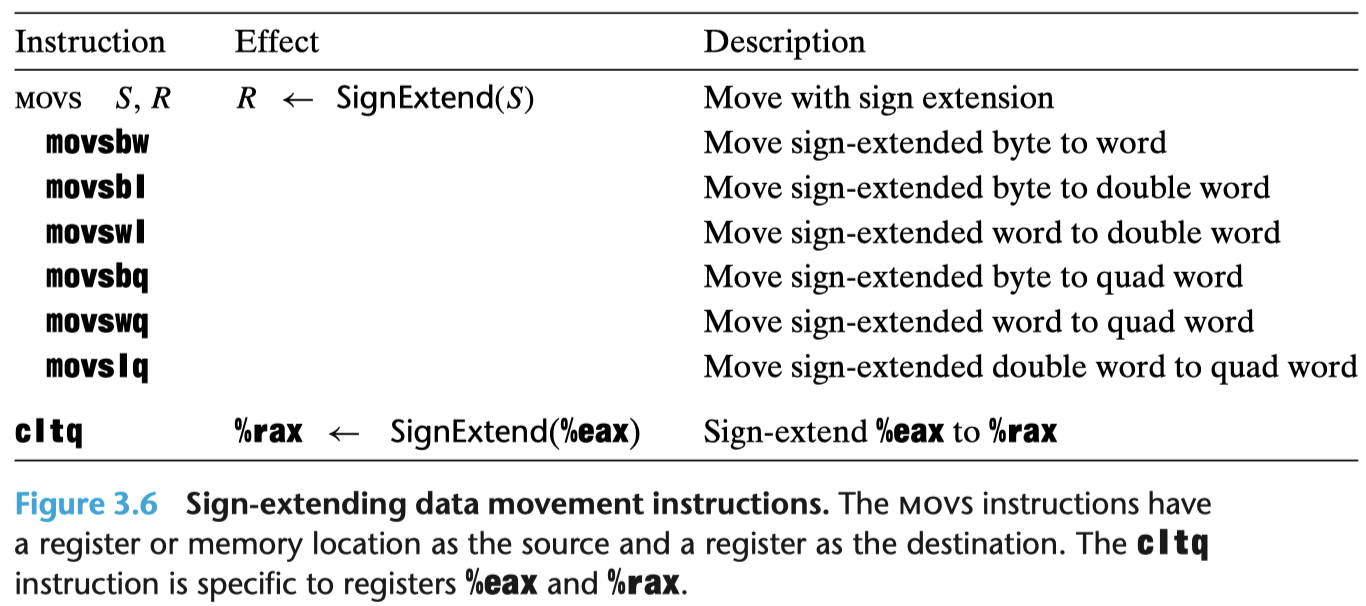 Instruction Effect Description
MOVS S, R R ← SignExtend(S) Move with sign extension
movsbw Move sign-extended byte to word
movsbl Move sign-extended byte to double word
movswl Move sign-extended word to double word
movsbq Move sign-extended byte to quad word
movswq Move sign-extended word to quad word
movslq Move sign-extended double word to quad word
cltq %rax ← SignExtend(%eax) Sign-extend %eax to %rax
Figure 3.6 Sign-extending data movement instructions. The MOVS instructions have
a register or memory location as the source and a register as the destination. The cltq
instruction is specific to registers %eax and %rax.